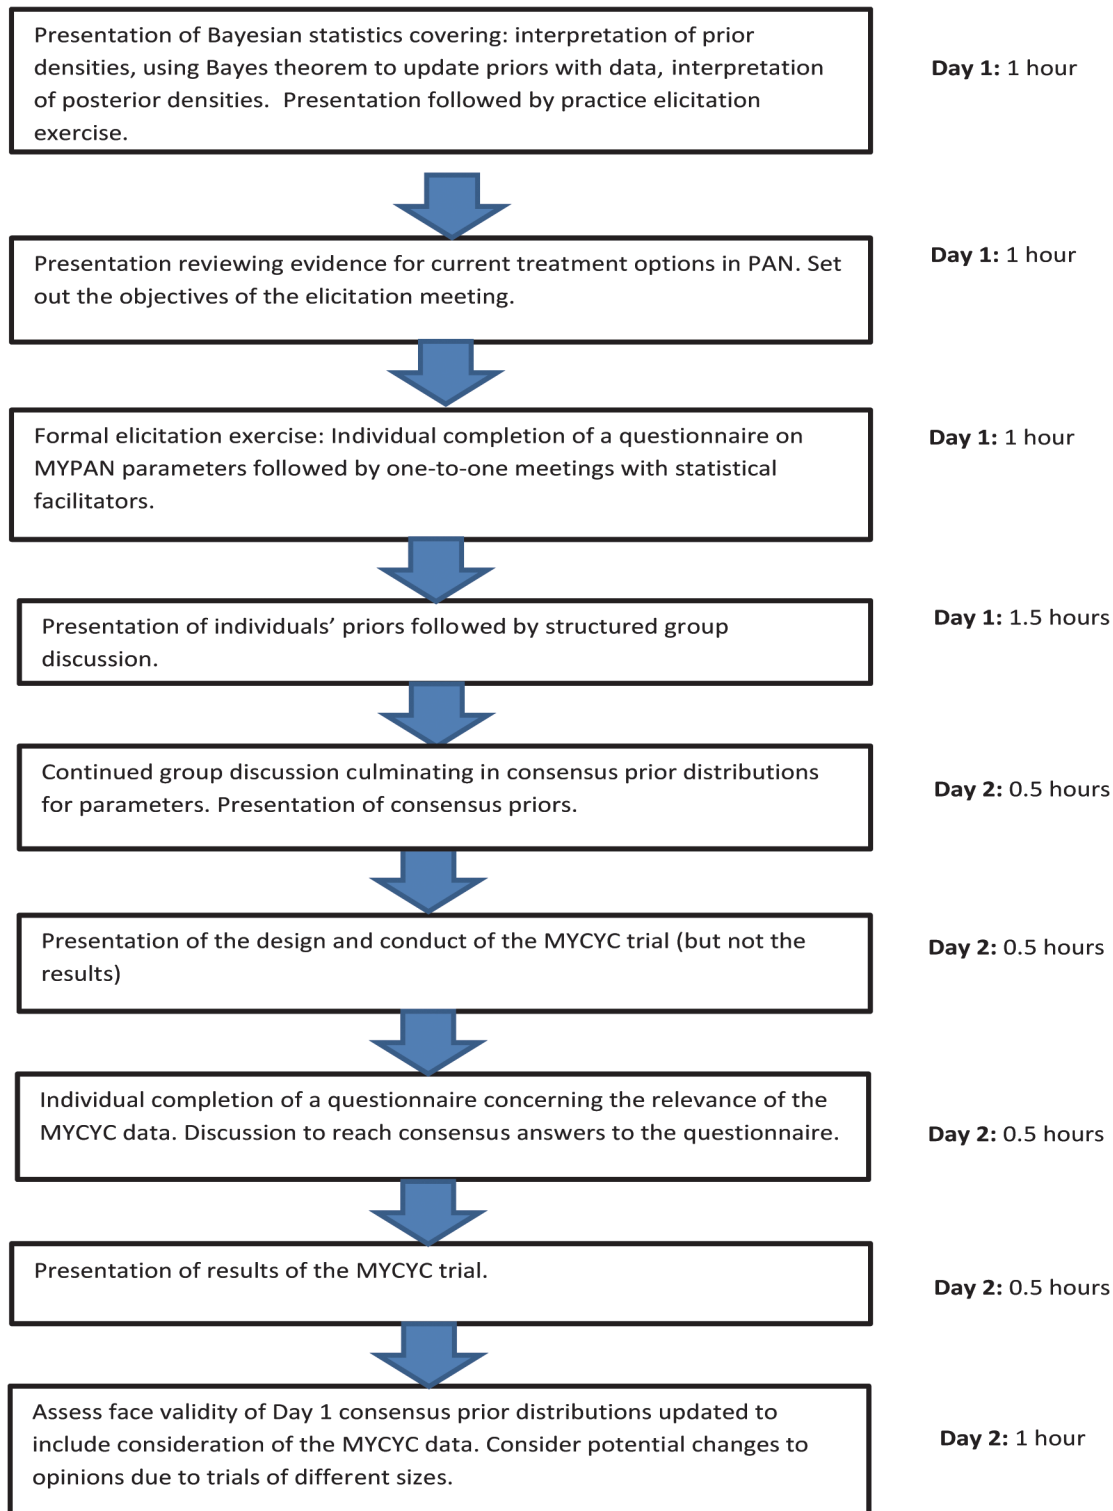 Presentation of Bayesian statistics covering: interpretation of prior
densities, using Bayes theorem to update priors with data, interpretation
of posterior densities.  Presentation followed by practice elicitation
exercise.
Day 1: 1 hour
Presentation reviewing evidence for current treatment options in PAN. Set
out the objectives of the elicitation meeting.
Day 1: 1 hour
Formal elicitation exercise: Individual completion of a questionnaire on
MYPAN parameters followed by one-to-one meetings with statistical
facilitators.
Day 1: 1 hour
Presentation of individuals’ priors followed by structured group
discussion.
Day 1: 1.5 hours
Continued group discussion culminating in consensus prior distributions
for parameters. Presentation of consensus priors.
Day 2: 0.5 hours
Presentation of the design and conduct of the MYCYC trial (but not the
results)
Day 2: 0.5 hours
Individual completion of a questionnaire concerning the relevance of the
MYCYC data. Discussion to reach consensus answers to the questionnaire.
Day 2: 0.5 hours
Presentation of results of the MYCYC trial.
Day 2: 0.5 hours
Assess face validity of Day 1 consensus prior distributions updated to
include consideration of the MYCYC data. Consider potential changes to
opinions due to trials of different sizes.
Day 2: 1 hour